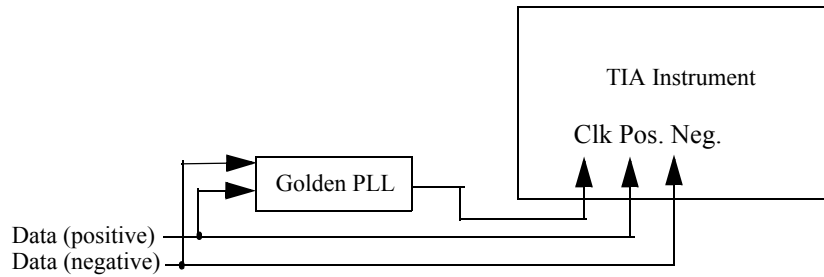 TIA Instrument
Clk Pos. Neg.
Golden PLL
Data (positive)
Data (negative)